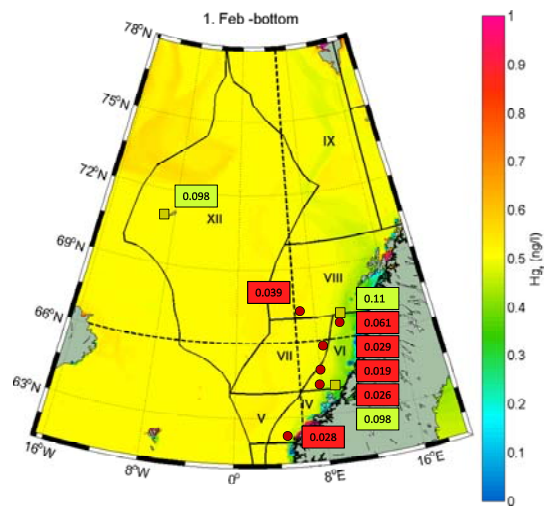 1. Feb -bottom
78°N
75°N
72°N
69°N
66°N
63°N
16°W
8°W
0°
8°E
16°E
IX
XII
VIII
VII
VI
V
IV
0.098
0.039
0.11
0.061
0.029
0.019
0.026
0.098
0.028
1
0.9
0.8
0.7
0.6
0.5
0.4
0.3
0.2
0.1
0
Hgs [ng/l]